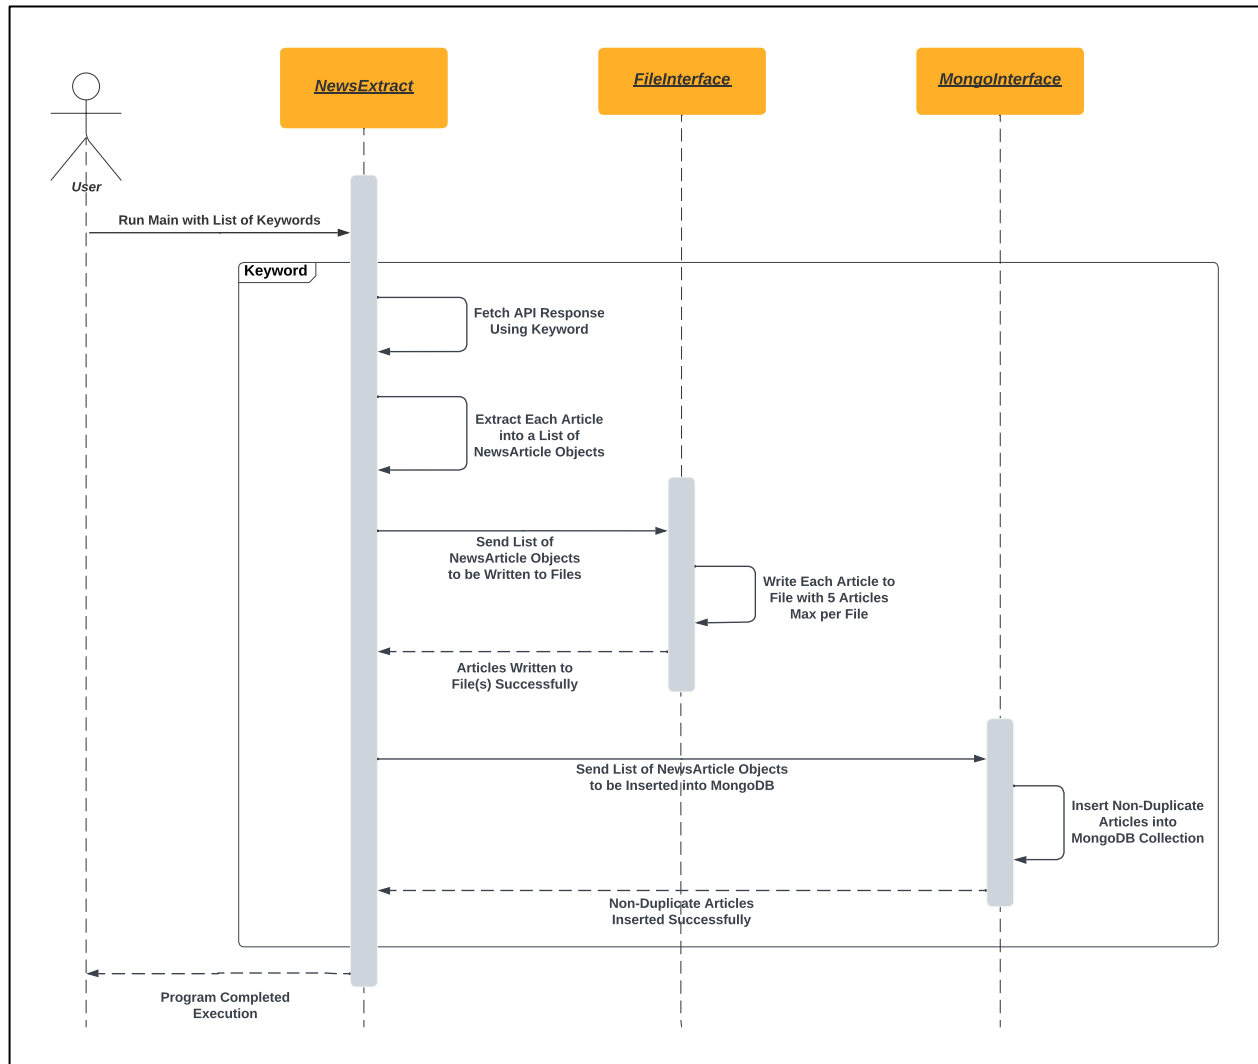 NewsExtract
FileInterface
MongoInterface
User
Run Main with List of Keywords
Keyword
Fetch API Response
Using Keyword
Extract Each Article
into a List of
NewsArticle Objects
Send List of
NewsArticle Objects
to be Written to Files
Write Each Article to
File with 5 Articles
Max per File
Articles Written to
File(s) Successfully
Send List of NewsArticle Objects
to be Inserted into MongoDB
Insert Non-Duplicate
Articles into
MongoDB Collection
Non-Duplicate Articles
Inserted Successfully
Program Completed
Execution